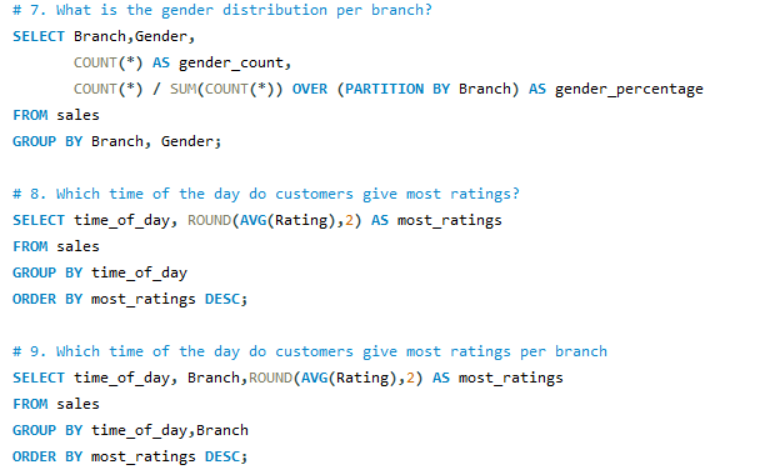 # 7. What is the gender distribution per branch?
SELECT Branch,Gender,
COUNT(*) AS gender_count,
COUNT(*) / SUM(COUNT(*)) OVER (PARTITION BY Branch) AS gender_percentage
FROM sales
GROUP BY Branch, Gender;
# 8. Which time of the day do customers give most ratings?
SELECT time_of_day, ROUND(AVG(Rating),2) AS most_ratings
FROM sales
GROUP BY time_of_day
ORDER BY most_ratings DESC;
# 9. Which time of the day do customers give most ratings per branch
SELECT time_of_day, Branch,ROUND(AVG(Rating),2) AS most_ratings
FROM sales
GROUP BY time_of_day,Branch
ORDER BY most_ratings DESC;